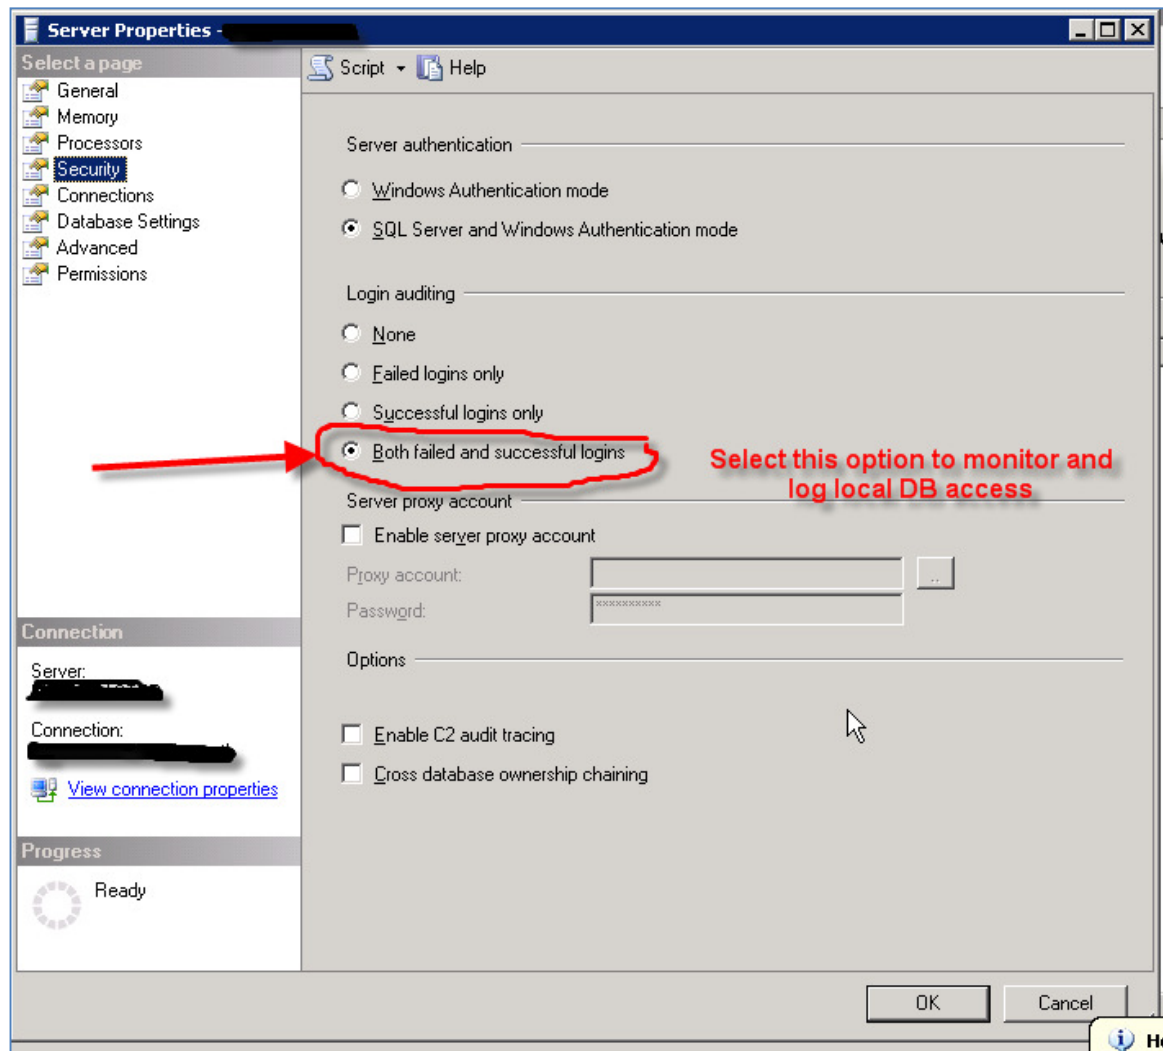 Server Properties -
Select a page
General
Memory
Processors
Security
Connections
Database Settings
Advanced
Permissions
Connection
Server:
Connection:
View connection properties
Progress
Ready
Script
Help
Server authentication
Windows Authentication mode
SQL Server and Windows Authentication mode
Login auditing
None
Failed logins only
Successful logins only
Both failed and successful logins
Select this option to monitor and
log local DB access
Server proxy account
Enable server proxy account
Proxy account:
..
Password:
**********
Options
Enable C2 audit tracing
Cross database ownership chaining
OK
Cancel